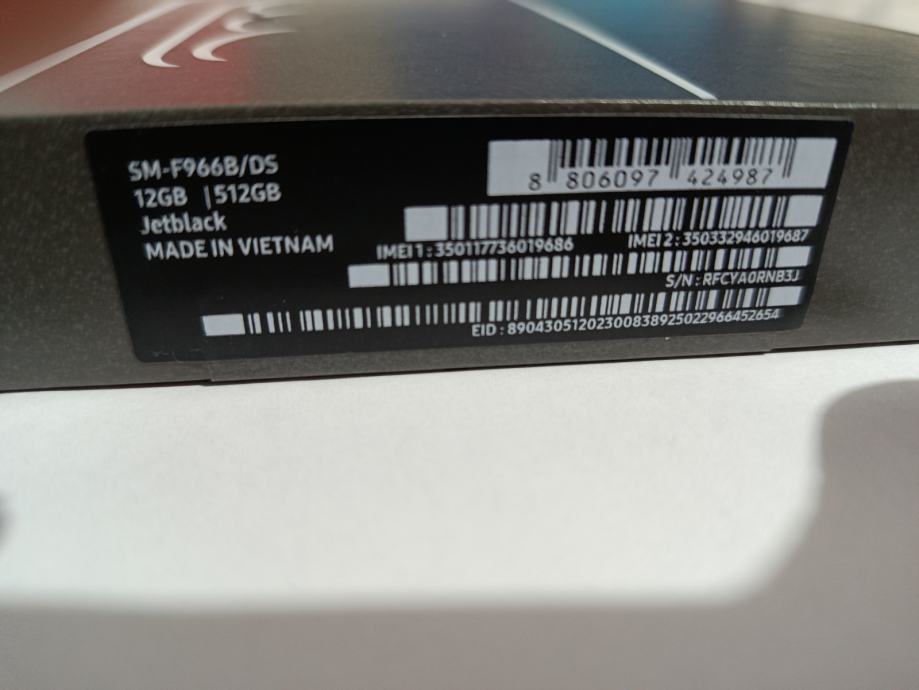 SM-F966B/DS
12GB | 512GB
Jetblack
MADE IN VIETNAM
8 806097 424987
IMEI 1 : 350117736019686
IMEI 2 : 350332946019687
S/N : RFCYA0RNB3J
EID : 89043051202300838925022966452654